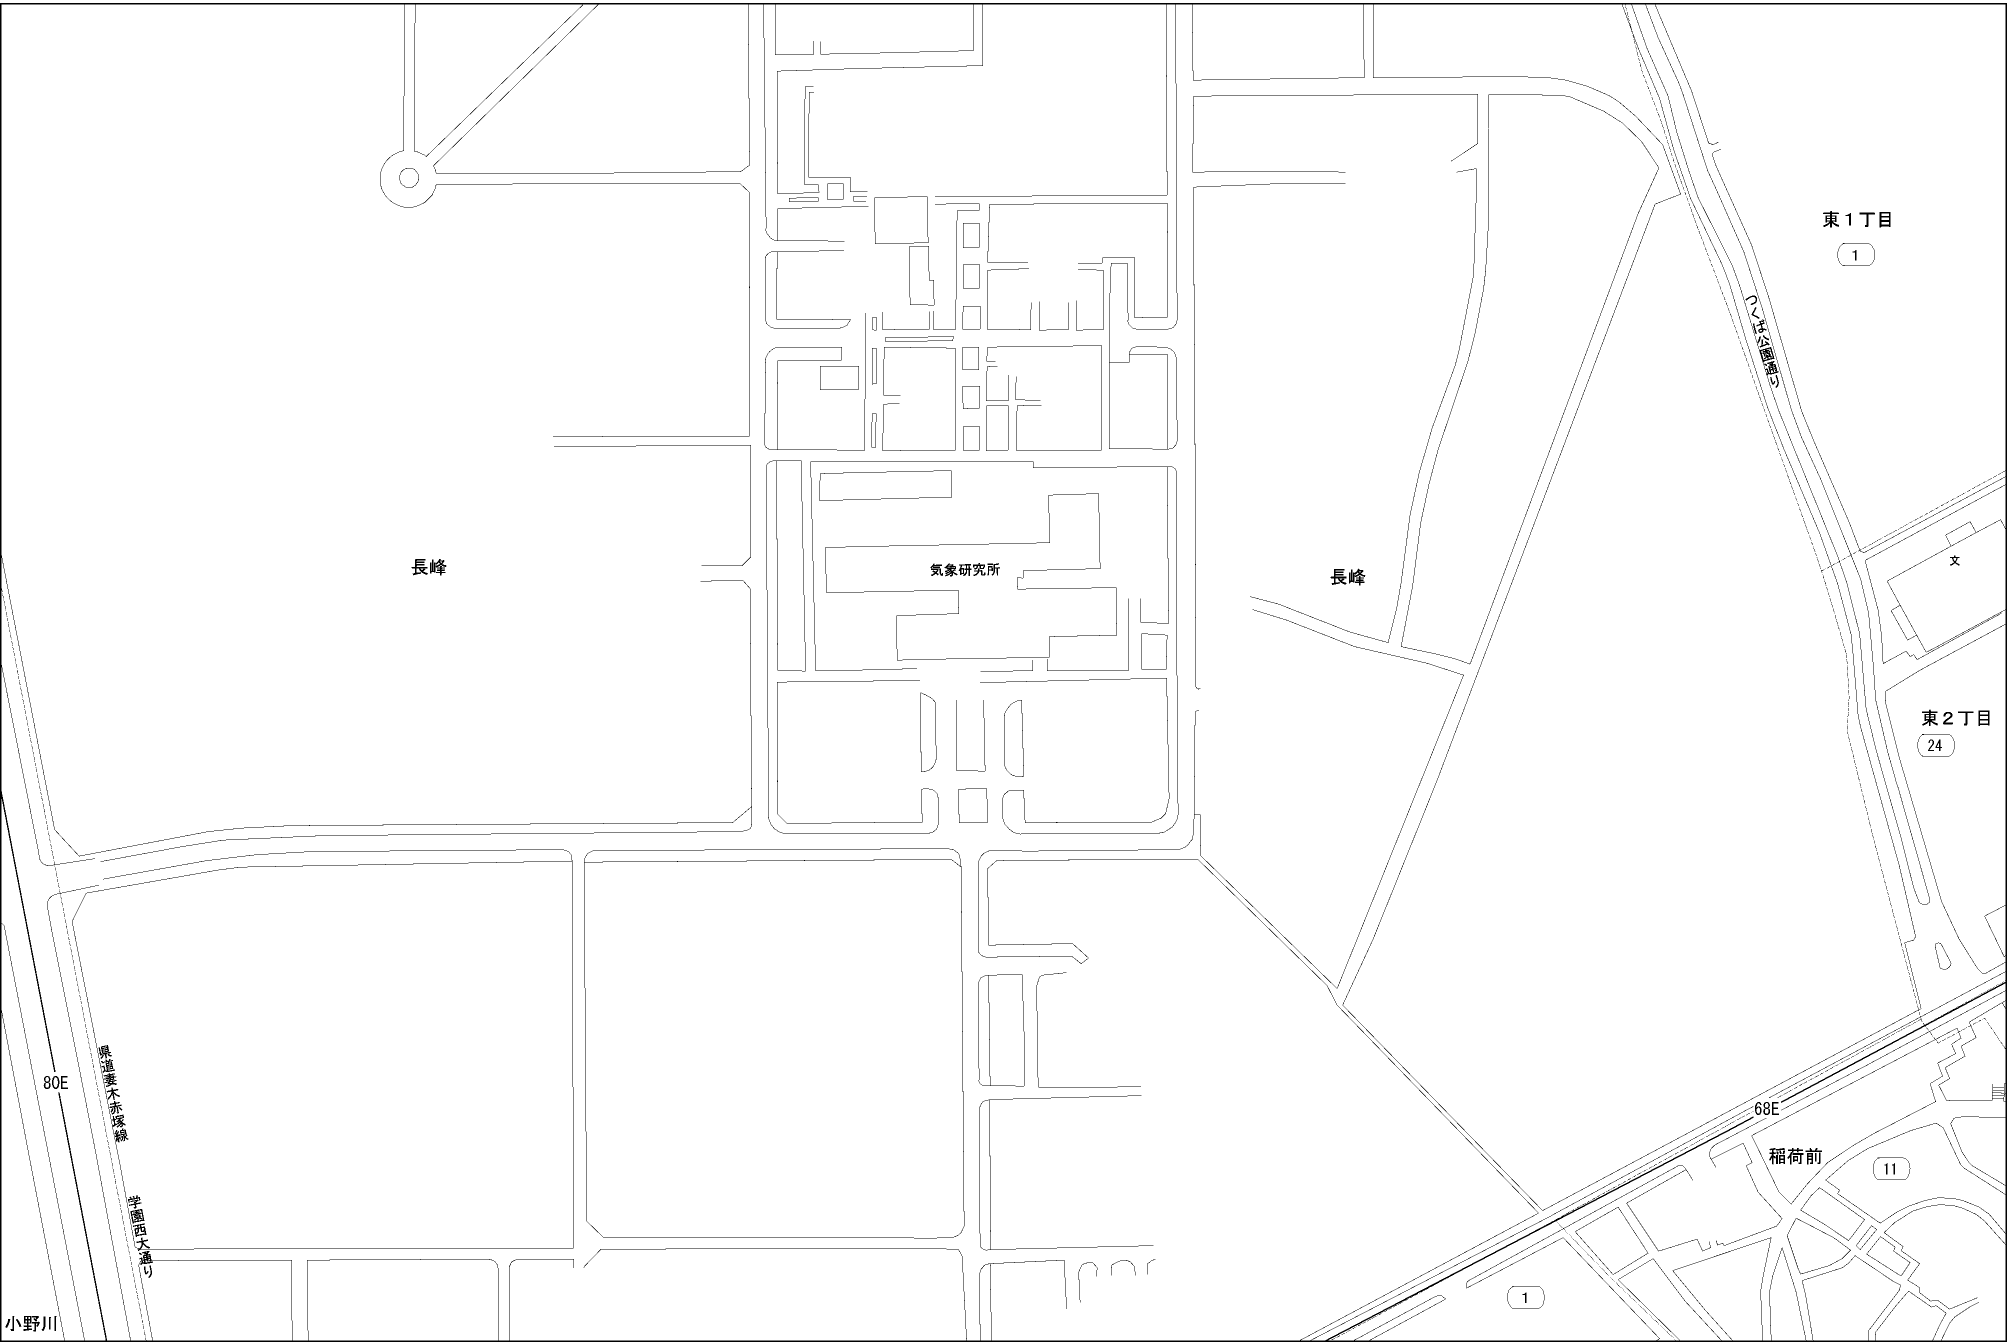 東１丁目
1
つくば公園通り
文
長峰
気象研究所
長峰
東２丁目
24
80E
県道妻木赤塚線
68E
稲荷前
11
学園西大通り
1
小野川